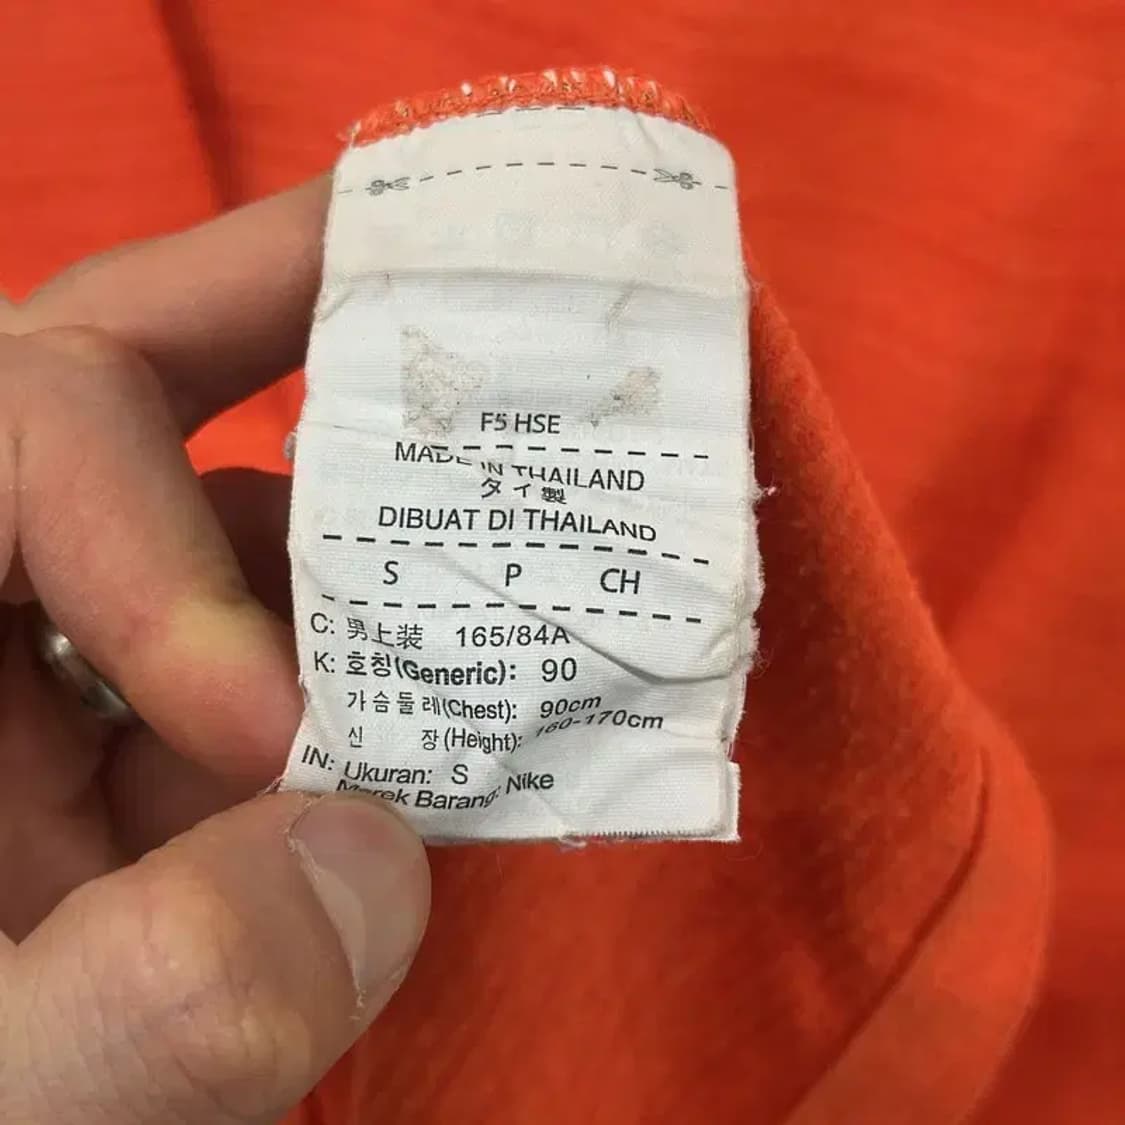 F5 HSE
MADE IN THAILAND
タイ製
DIBUAT DI THAILAND
S P CH
C: 男上装 165/84A
K: 호칭(Generic): 90
가슴둘레(Chest): 90cm
신 장(Height): 160-170cm
IN: Ukuran: S
Merek Barang: Nike